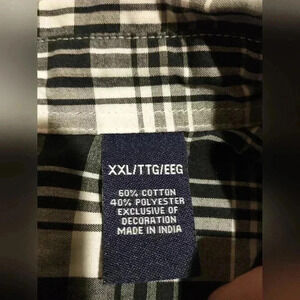 XXL/TTG/EEG
60% COTTON
40% POLYESTER
EXCLUSIVE OF
DECORATION
MADE IN INDIA